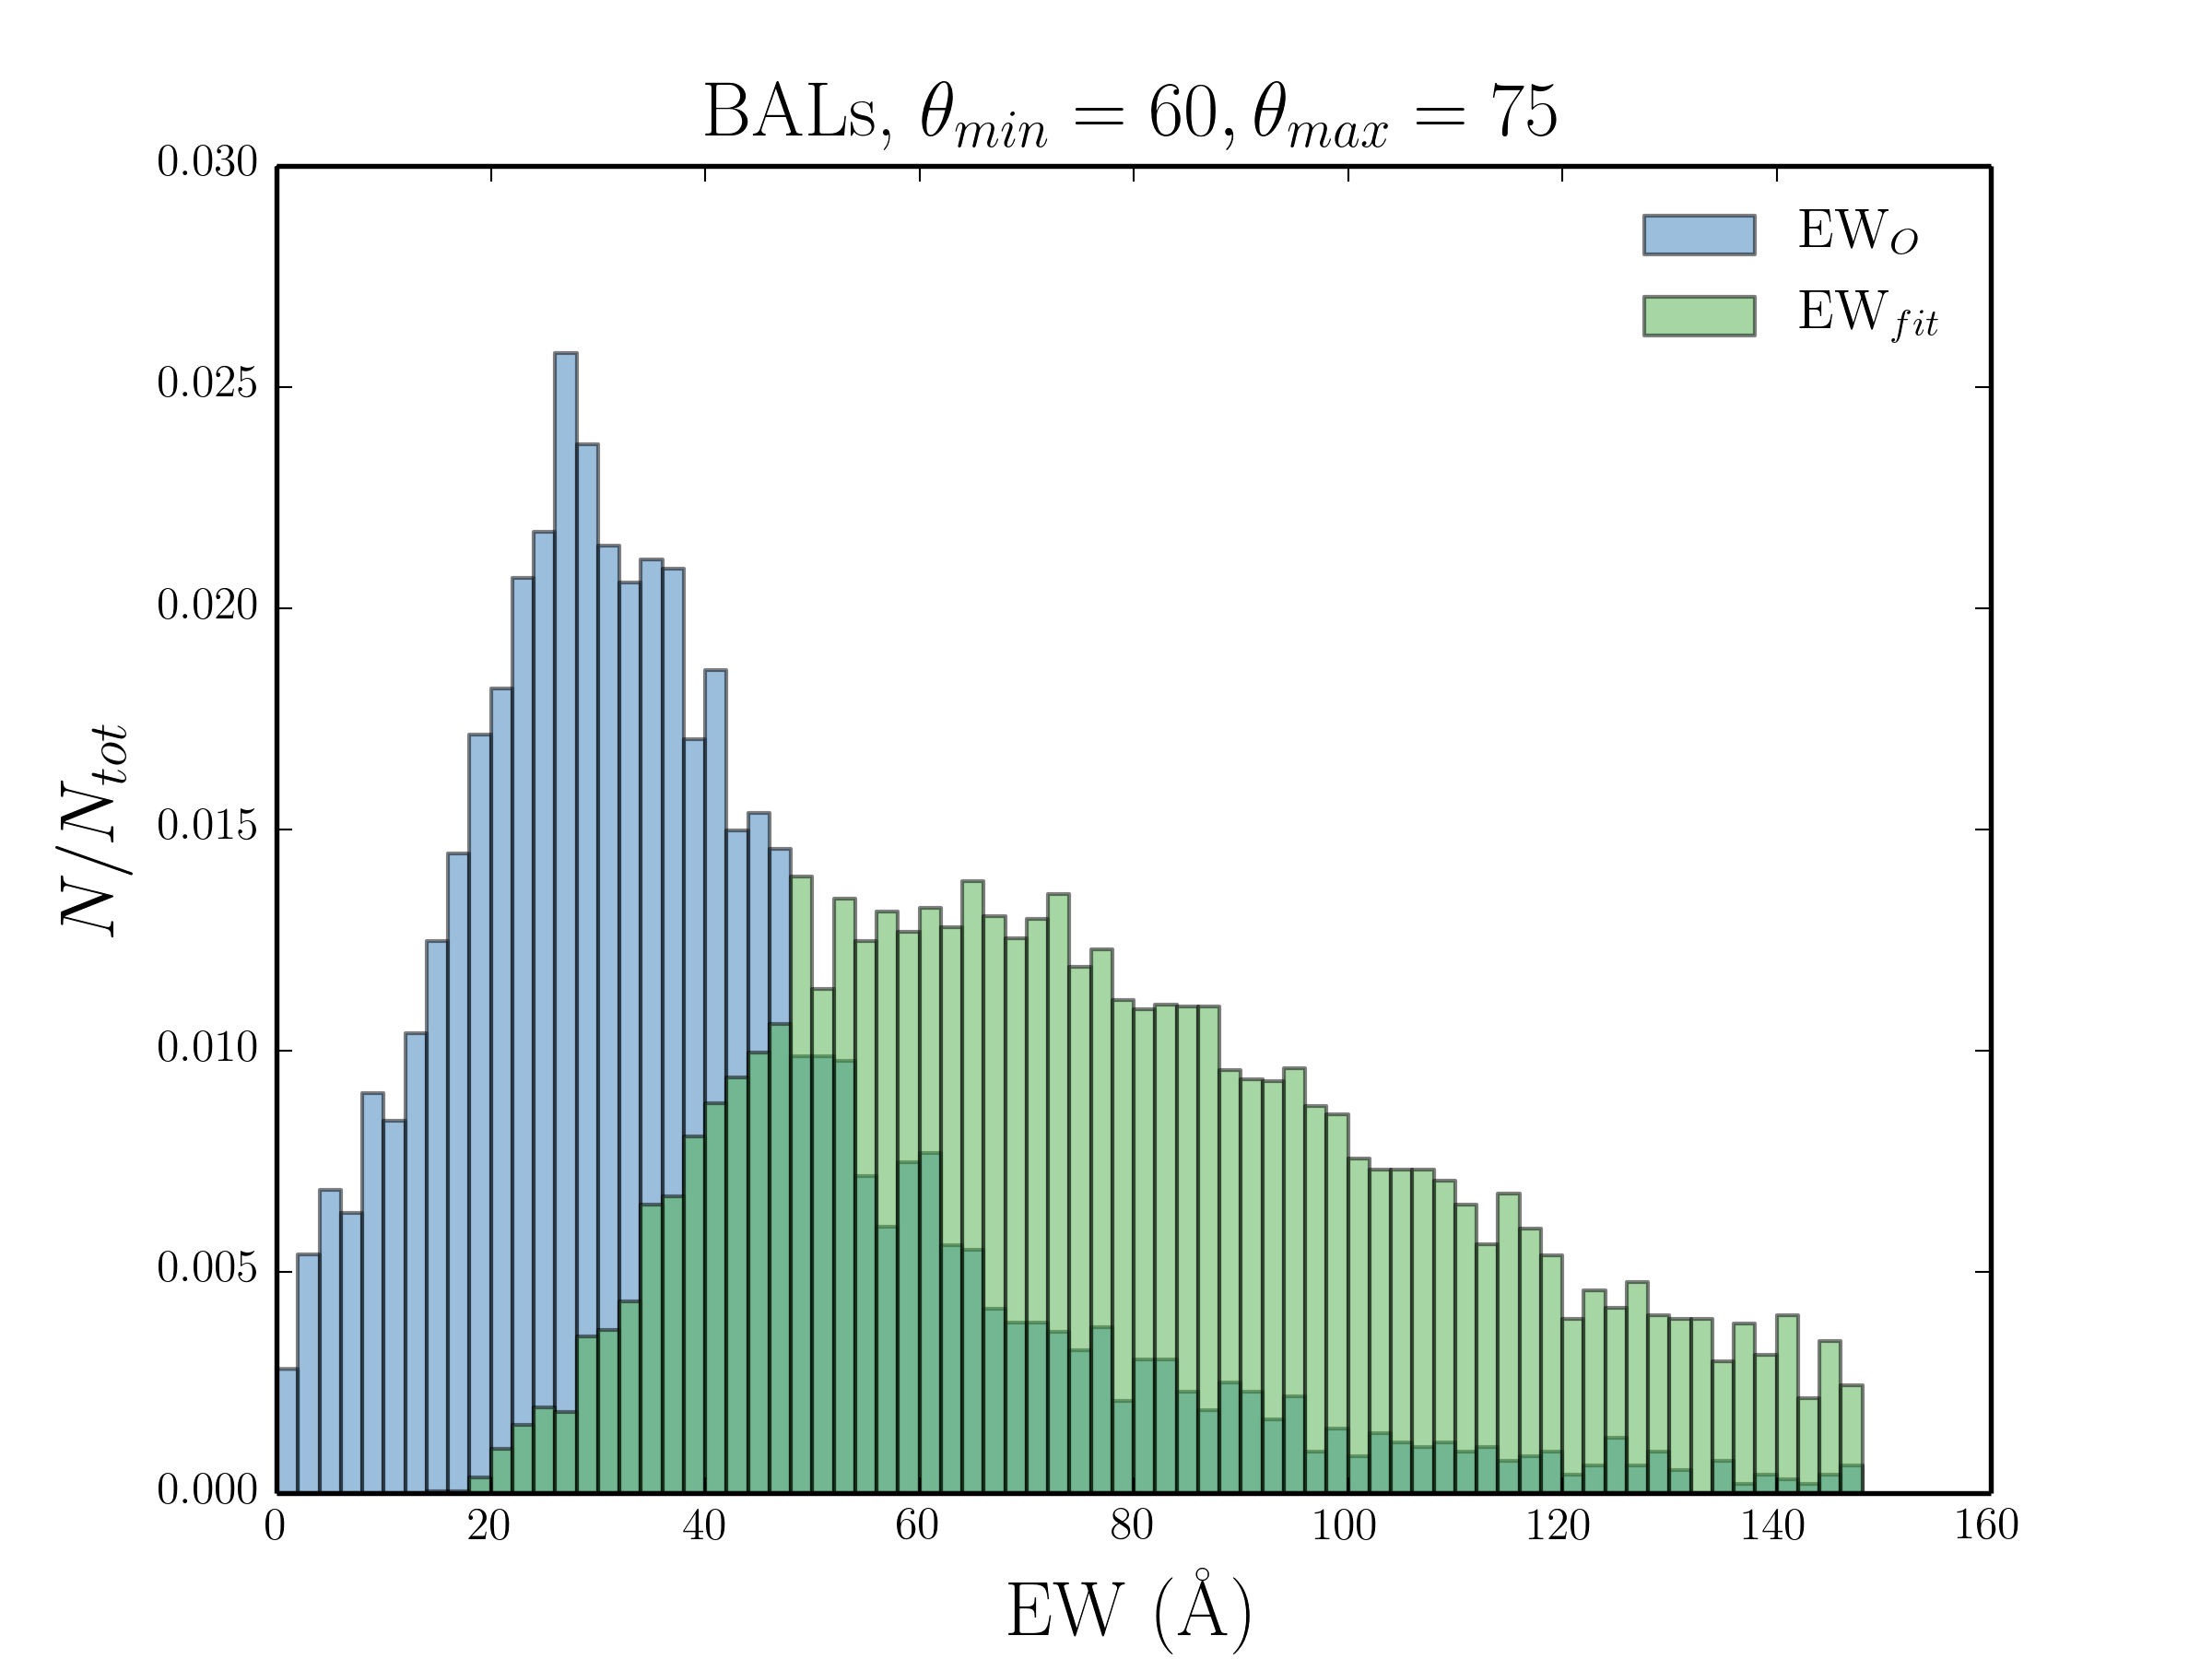 BALs, θ_min = 60, θ_max = 75
EW_O
EW_fit
0.030
0.025
0.020
0.015
0.010
0.005
0.000
N/N_tot
0 20 40 60 80 100 120 140 160
EW (Å)